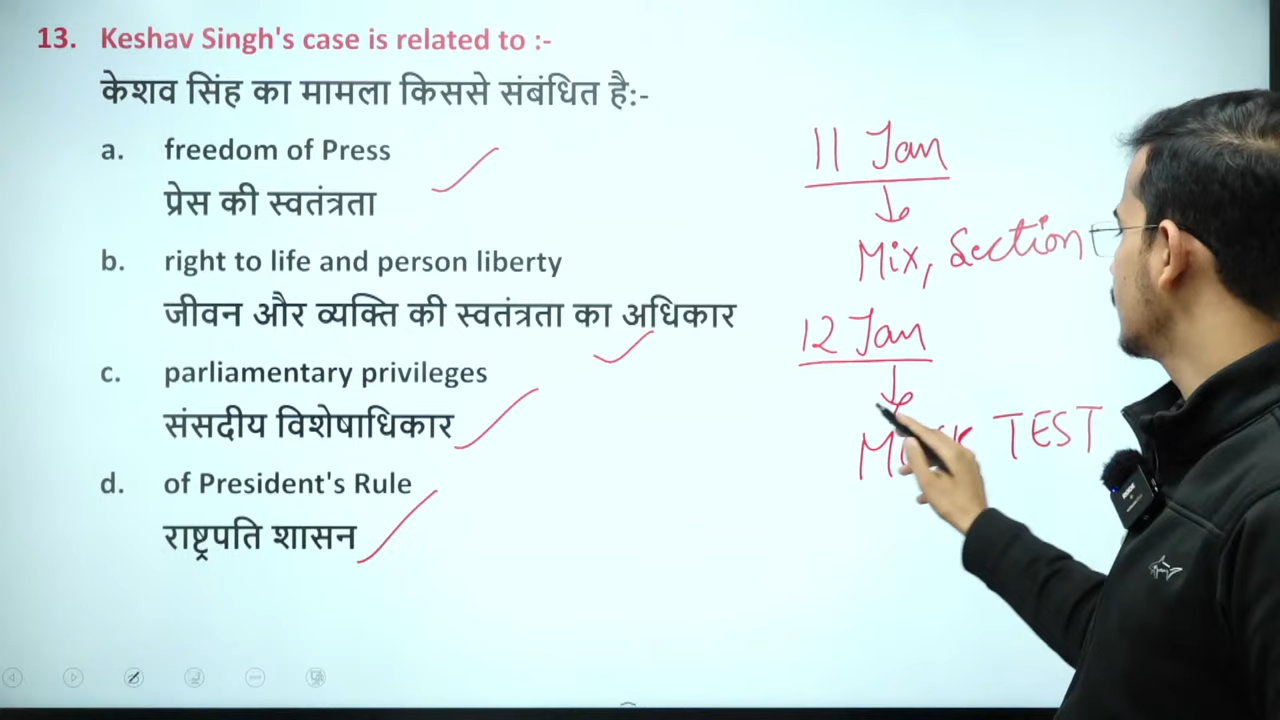 13. Keshav Singh's case is related to :-
केशव सिंह का मामला किससे संबंधित है:-
a. freedom of Press
प्रेस की स्वतंत्रता
b. right to life and person liberty
जीवन और व्यक्ति की स्वतंत्रता का अधिकार
c. parliamentary privileges
संसदीय विशेषाधिकार
d. of President's Rule
राष्ट्रपति शासन
11 Jan
Mix, Section
12 Jan
TEST